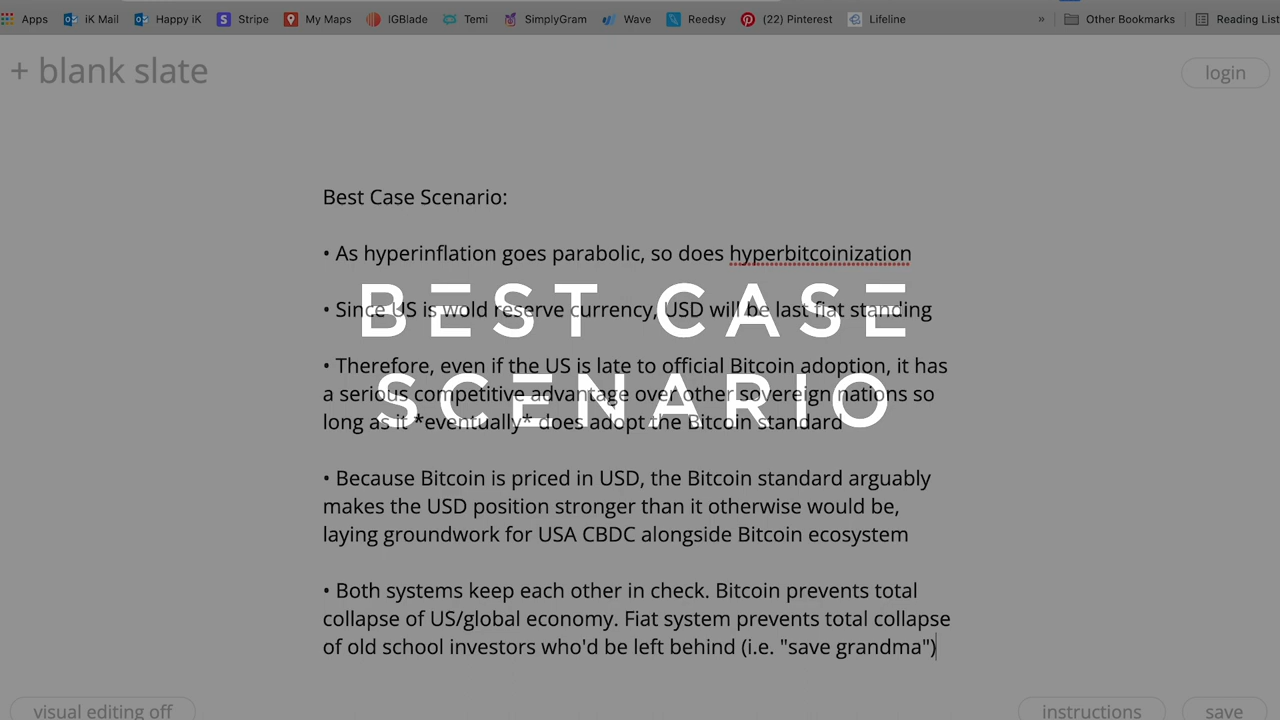 Apps iK Mail Happy iK Stripe My Maps IGBlade Temi SimplyGram Wave Reedsy (22) Pinterest Lifeline » Other Bookmarks Reading List
+ blank slate
login
Best Case Scenario:
• As hyperinflation goes parabolic, so does hyperbitcoinization
• Since US is wold reserve currency, USD will be last fiat standing
BEST CASE
SCENARIO
• Therefore, even if the US is late to official Bitcoin adoption, it has
a serious competitive advantage over other sovereign nations so
long as it *eventually* does adopt the Bitcoin standard
• Because Bitcoin is priced in USD, the Bitcoin standard arguably
makes the USD position stronger than it otherwise would be,
laying groundwork for USA CBDC alongside Bitcoin ecosystem
• Both systems keep each other in check. Bitcoin prevents total
collapse of US/global economy. Fiat system prevents total collapse
of old school investors who'd be left behind (i.e. "save grandma")
visual editing off
instructions
save